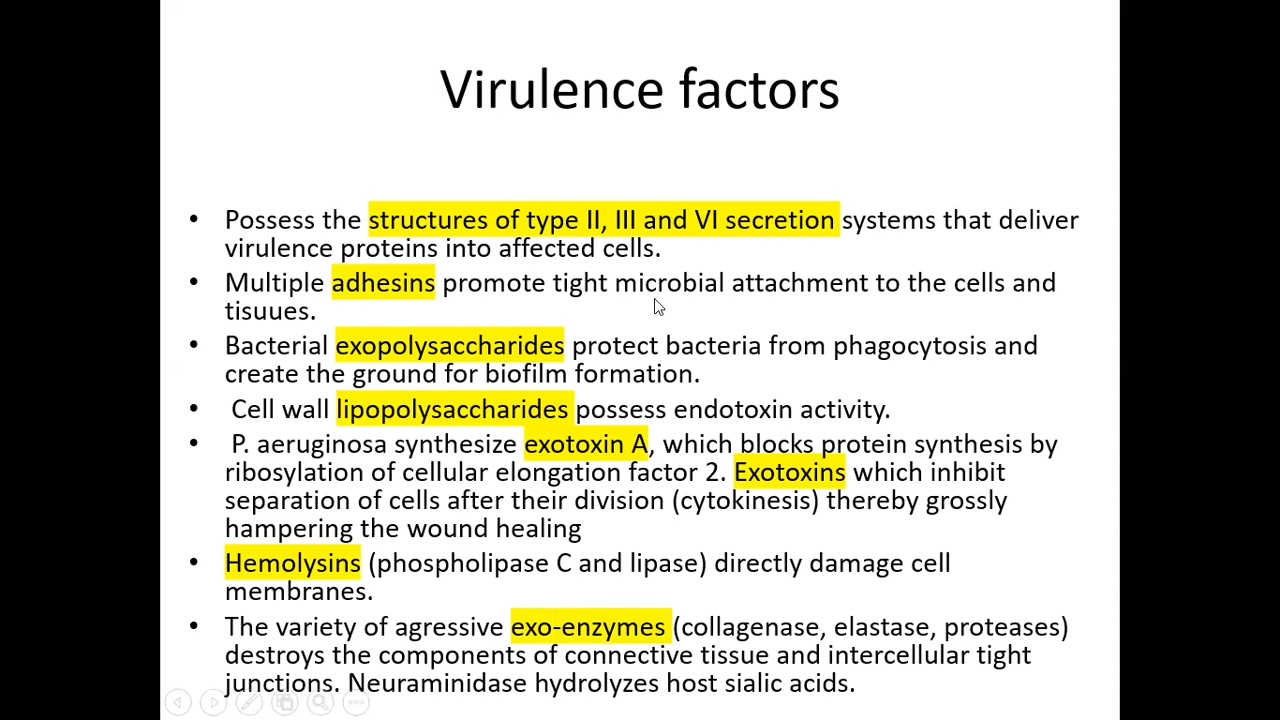 Virulence factors
• Possess the structures of type II, III and VI secretion systems that deliver
virulence proteins into affected cells.
• Multiple adhesins promote tight microbial attachment to the cells and
tisuues.
• Bacterial exopolysaccharides protect bacteria from phagocytosis and
create the ground for biofilm formation.
• Cell wall lipopolysaccharides possess endotoxin activity.
• P. aeruginosa synthesize exotoxin A, which blocks protein synthesis by
ribosylation of cellular elongation factor 2. Exotoxins which inhibit
separation of cells after their division (cytokinesis) thereby grossly
hampering the wound healing
• Hemolysins (phospholipase C and lipase) directly damage cell
membranes.
• The variety of agressive exo-enzymes (collagenase, elastase, proteases)
destroys the components of connective tissue and intercellular tight
junctions. Neuraminidase hydrolyzes host sialic acids.